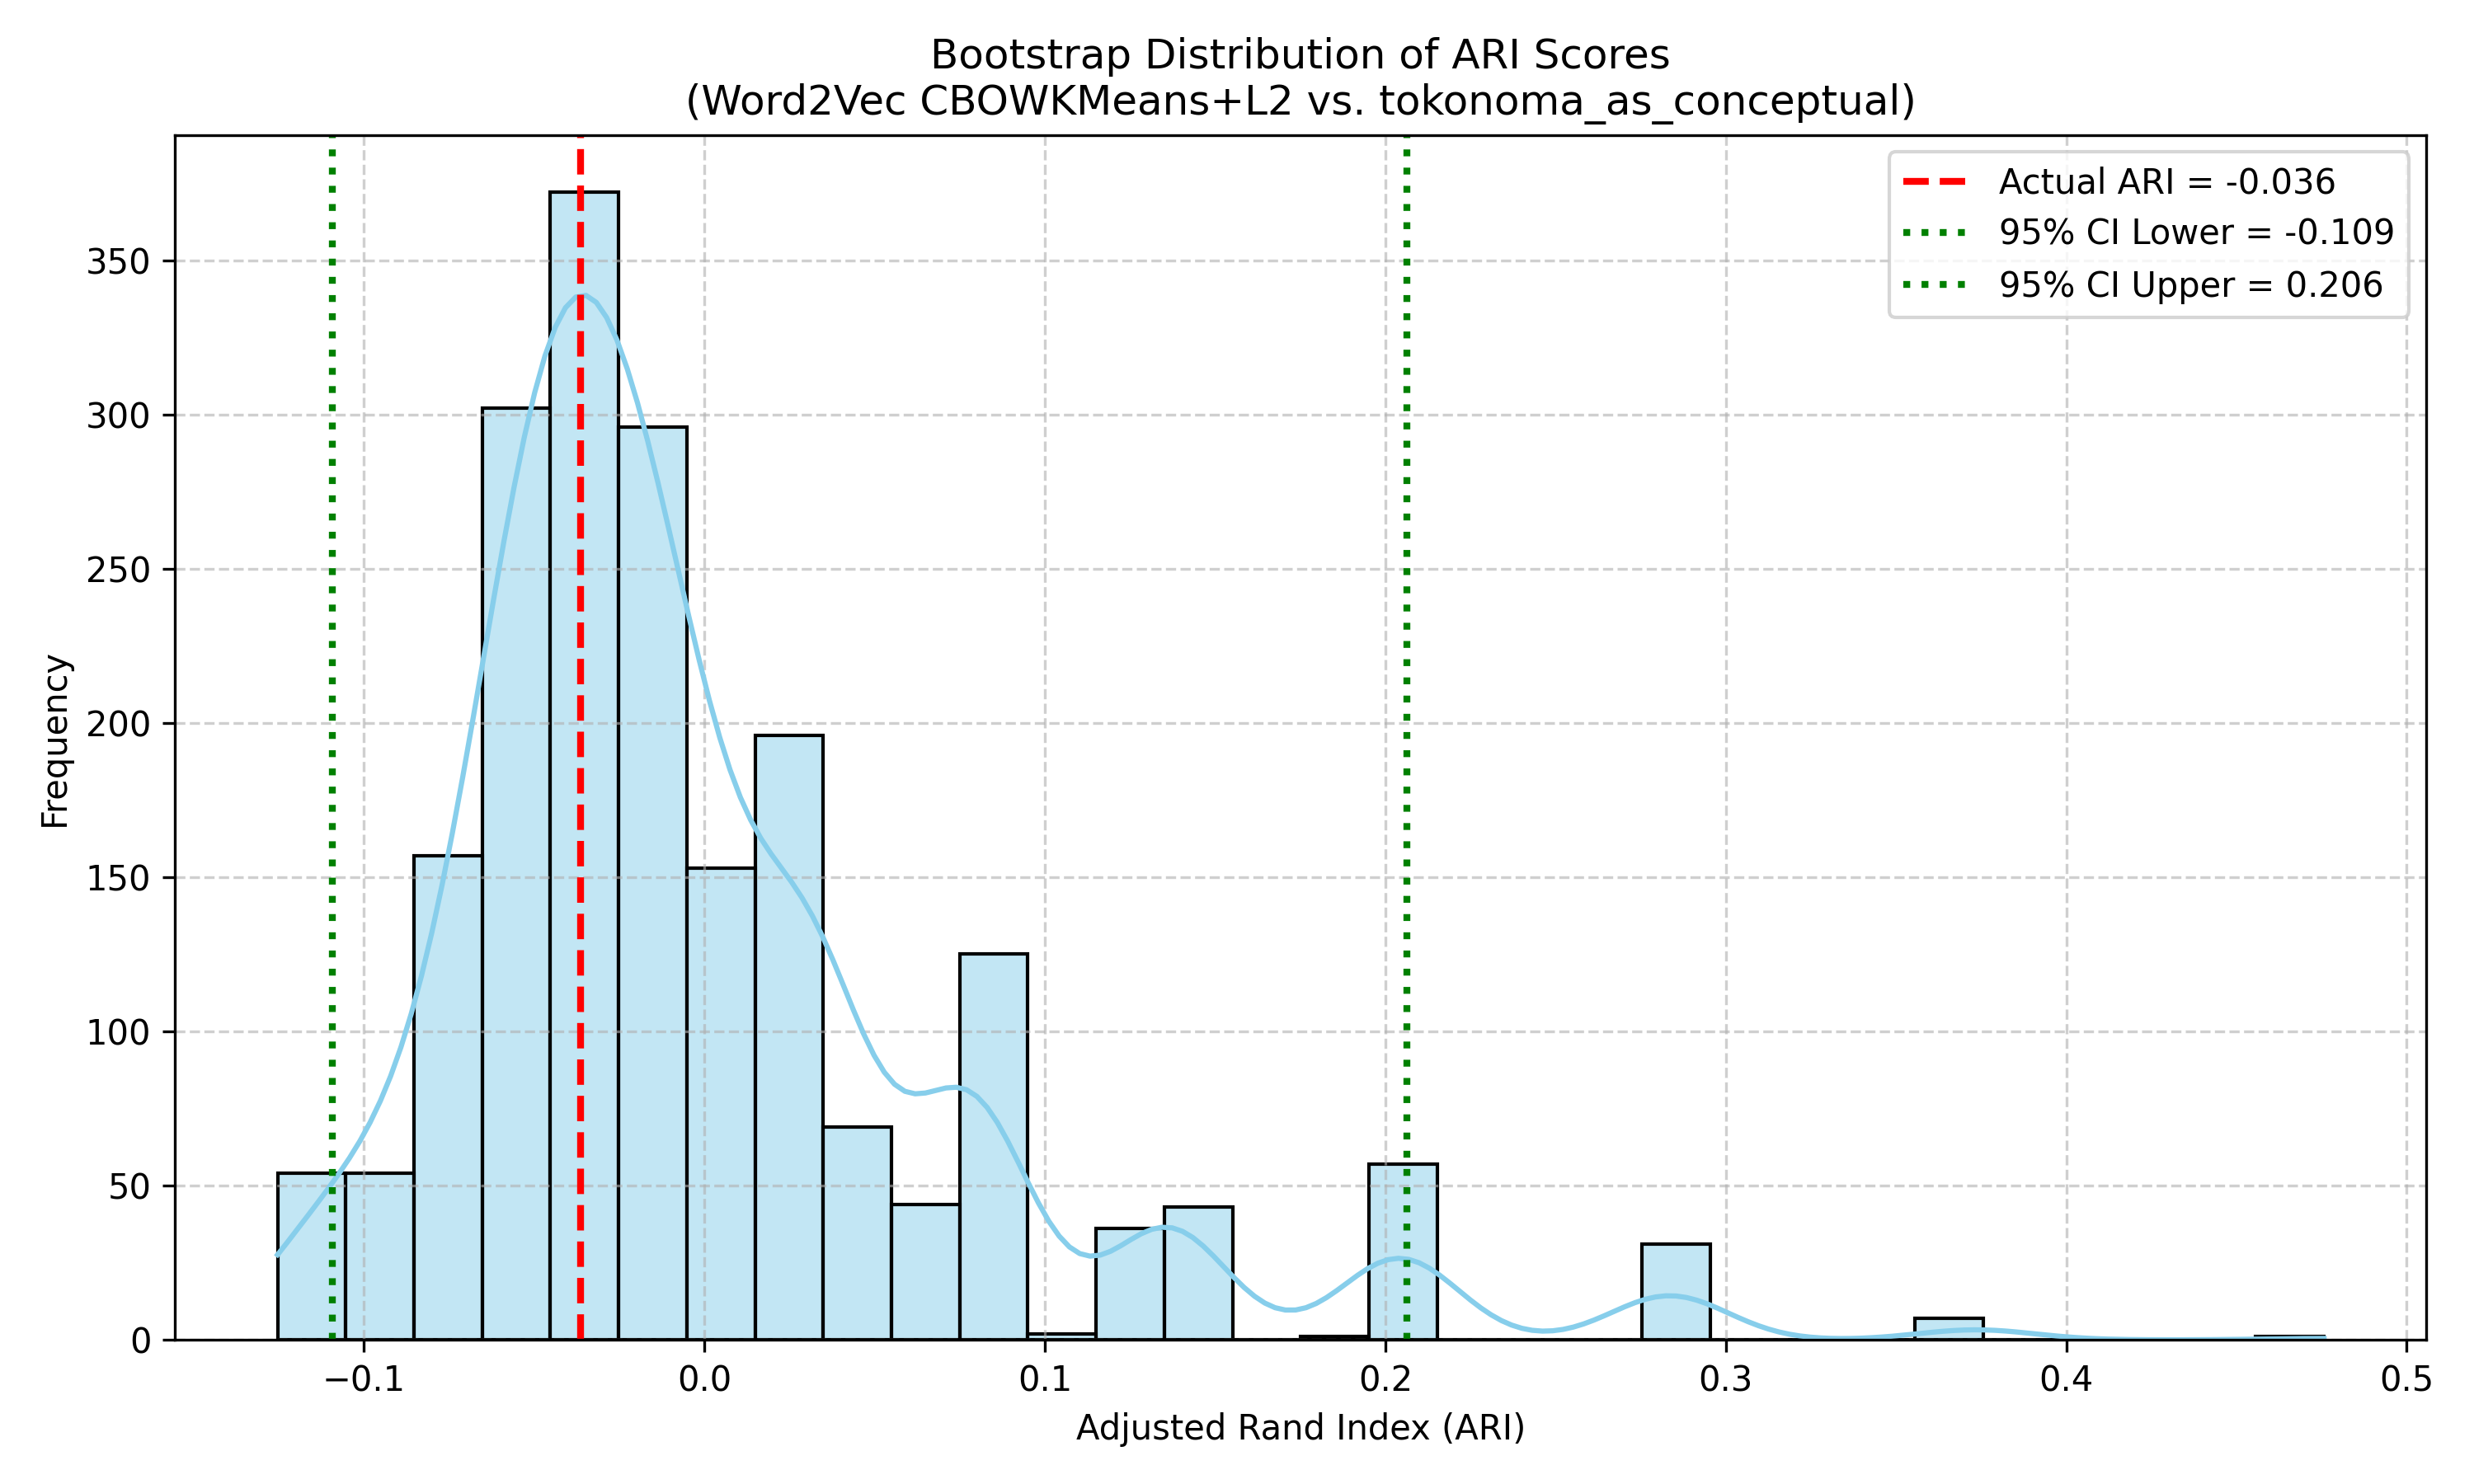 Bootstrap Distribution of ARI Scores
(Word2Vec CBOWKMeans+L2 vs. tokonoma_as_conceptual)
Actual ARI = -0.036
95% CI Lower = -0.109
95% CI Upper = 0.206
Frequency
350
300
250
200
150
100
50
0
−0.1 0.0 0.1 0.2 0.3 0.4 0.5
Adjusted Rand Index (ARI)